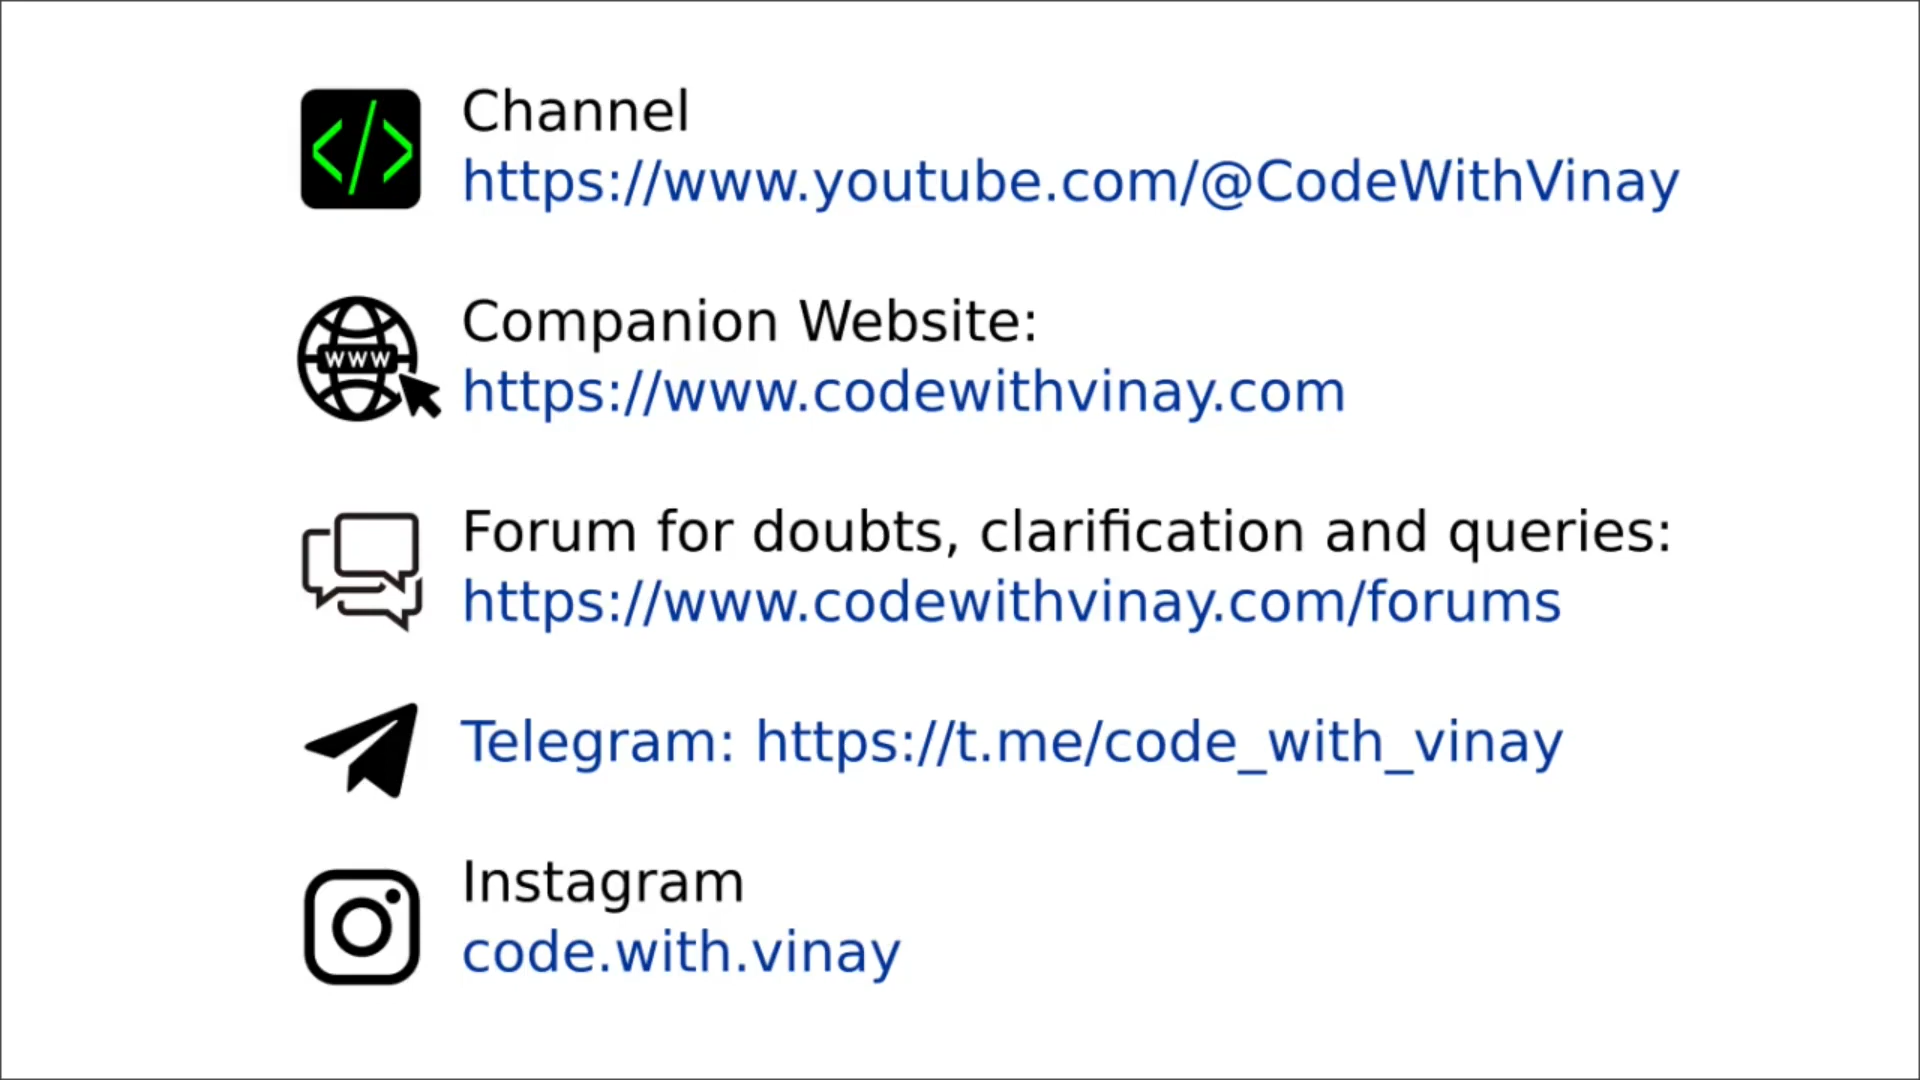 Channel
https://www.youtube.com/@CodeWithVinay
Companion Website:
www
https://www.codewithvinay.com
Forum for doubts, clarification and queries:
https://www.codewithvinay.com/forums
Telegram: https://t.me/code_with_vinay
Instagram
code.with.vinay